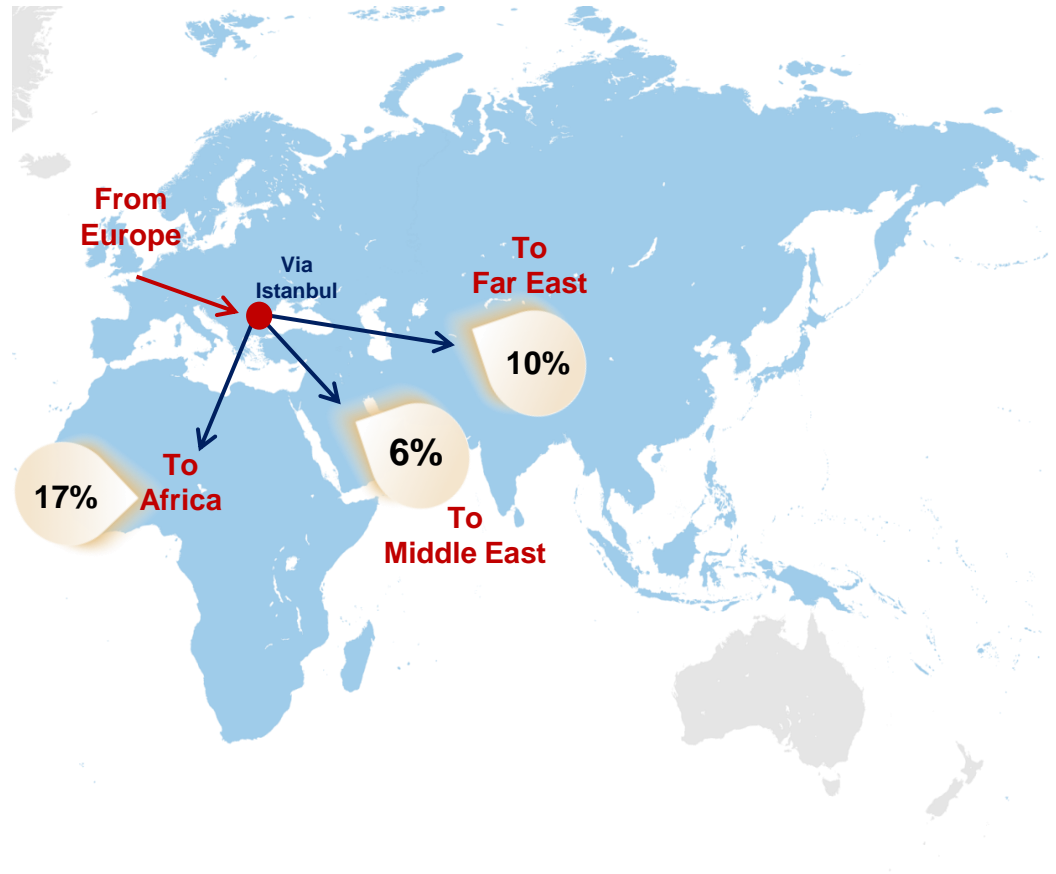 From
Europe
Via
Istanbul
To
Far East
10%
6%
To
Middle East
17%
To
Africa